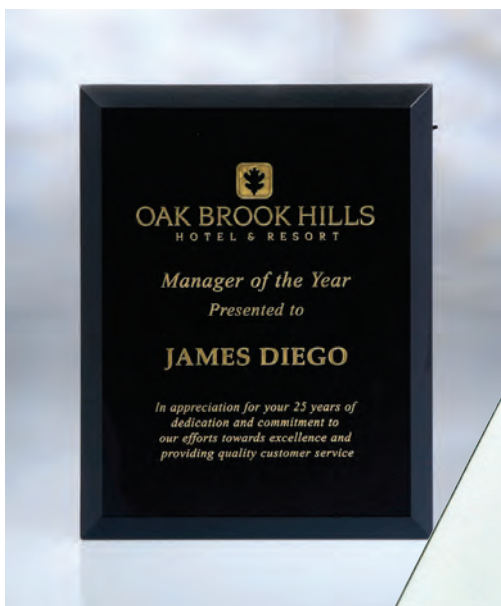 OAK BROOK HILLS
HOTEL & RESORT
Manager of the Year
Presented to
JAMES DIEGO
In appreciation for your 25 years of
dedication and commitment to
our efforts towards excellence and
providing quality customer service